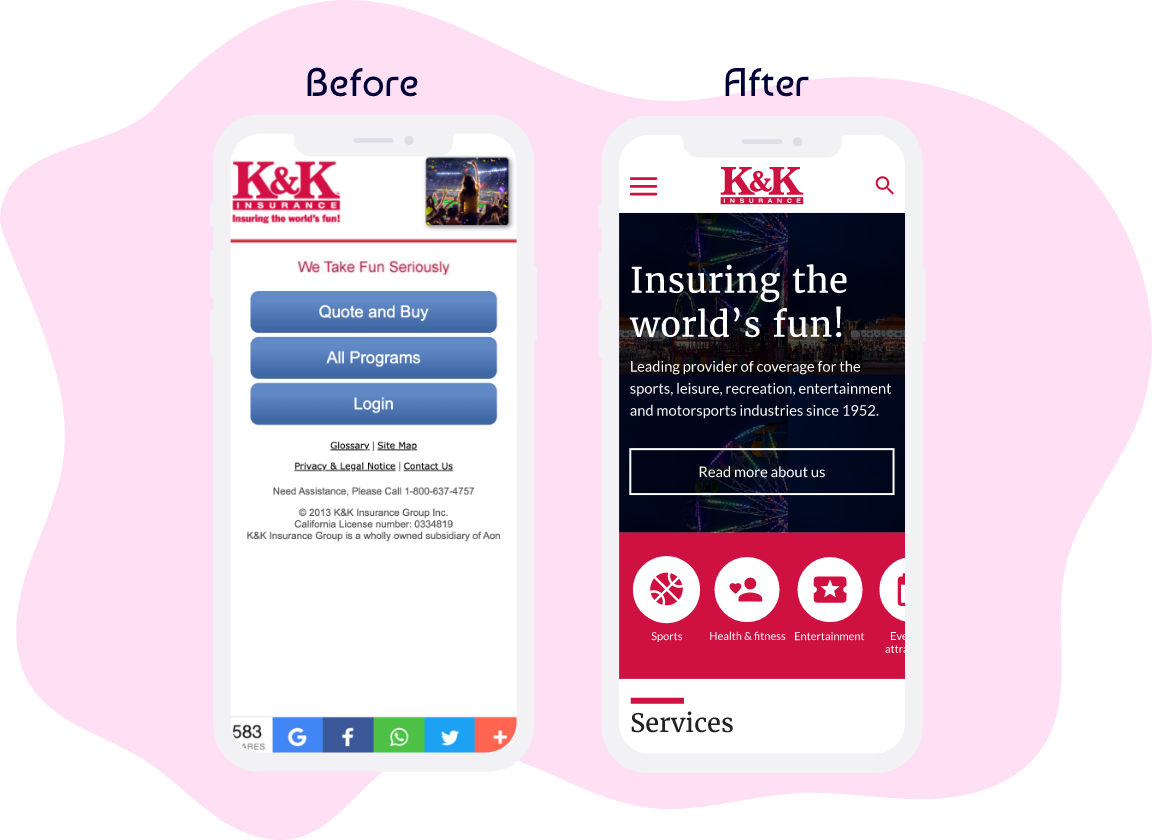 Before
After
K&K
INSURANCE
Insuring the world's fun!
We Take Fun Seriously
Quote and Buy
All Programs
Login
Glossary | Site Map
Privacy & Legal Notice | Contact Us
Need Assistance, Please Call 1-800-637-4757
© 2013 K&K Insurance Group Inc.
California License number: 0334819
K&K Insurance Group is a wholly owned subsidiary of Aon
583
ARES
K&K
INSURANCE
Insuring the
world's fun!
Leading provider of coverage for the
sports, leisure, recreation, entertainment
and motorsports industries since 1952.
Read more about us
Sports
Health & fitness
Entertainment
Eve
attra
Services